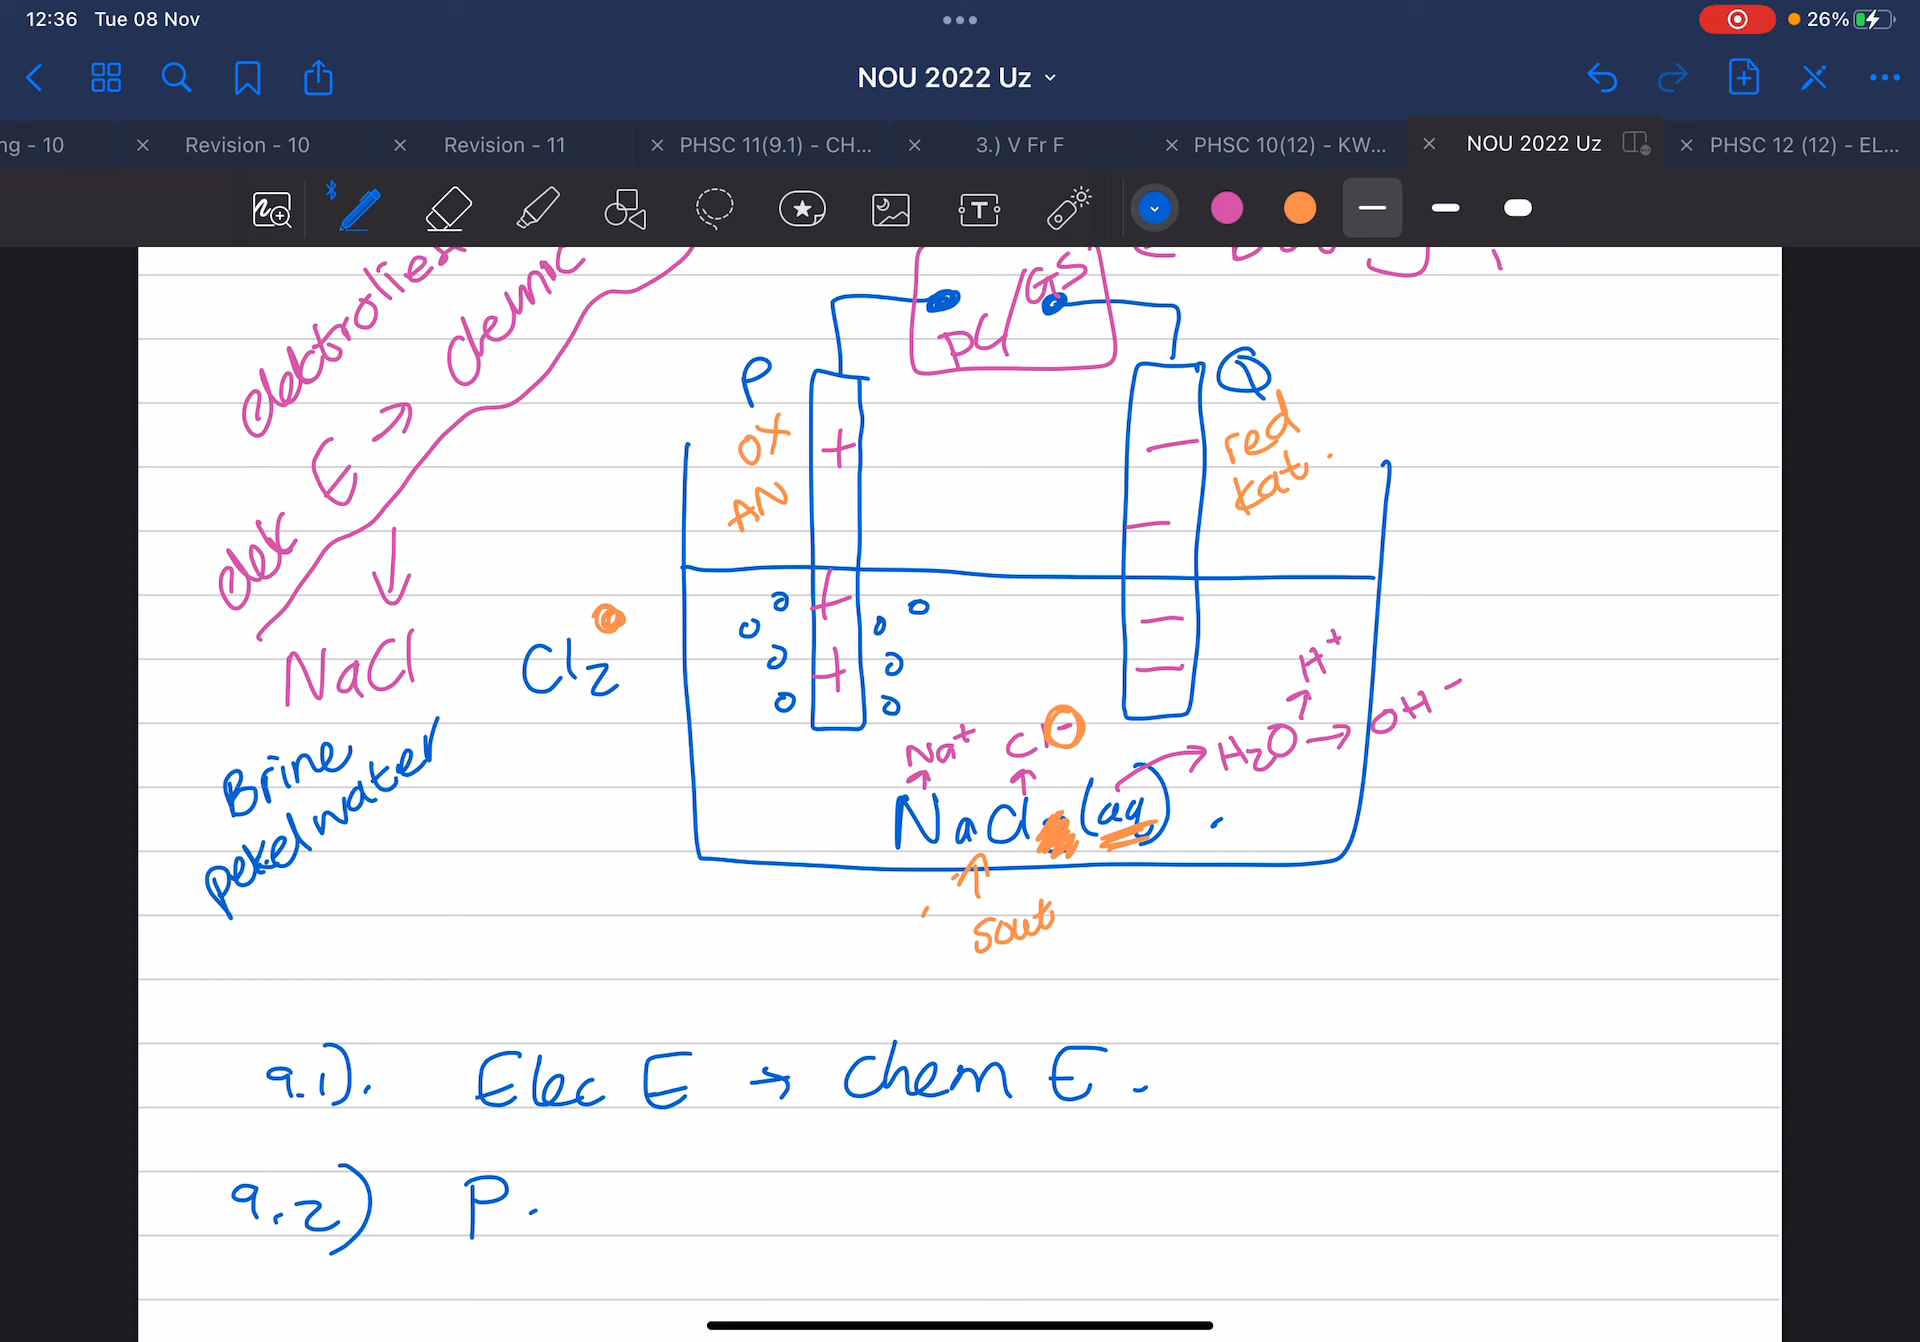 12:36 Tue 08 Nov
26%
NOU 2022 Uz
ng - 10
Revision - 10
Revision - 11
PHSC 11(9.1) - CH...
3.) V Fr F
PHSC 10(12) - KW...
NOU 2022 Uz
PHSC 12 (12) - EL...
T
elektrolie
elek E → chemic
PC/GS
P
OX
AN
+
+
+
Q
red
kat.
NaCl
Cl2
Na+ Cl-
H2O → OH-
H+
Brine
pekelwater
NaCl (aq)
sout
9.1). Elec E → Chem E.
9.2) P.